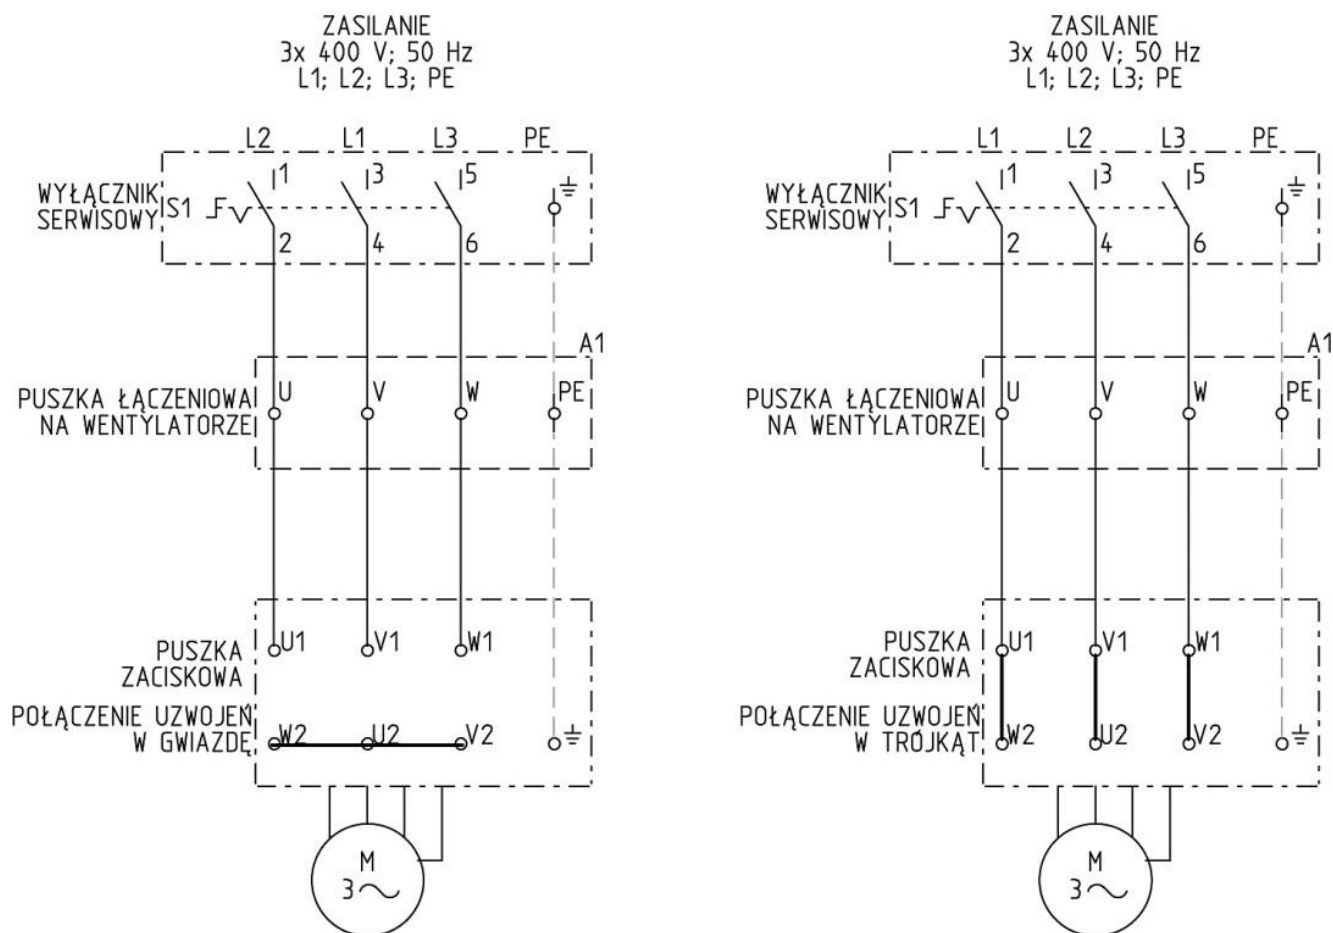 ZASILANIE
3x 400 V; 50 Hz
L1; L2; L3; PE
L2 L1 L3 PE
WYŁĄCZNIK
SERWISOWY
S1
1 3 5
2 4 6
A1
PUSZKA ŁĄCZENIOWA
NA WENTYLATORZE
U V W PE
PUSZKA
ZACISKOWA
U1 V1 W1
POŁĄCZENIE UZWOJEŃ
W GWIAZDĘ
W2 U2 V2
M
3
ZASILANIE
3x 400 V; 50 Hz
L1; L2; L3; PE
L1 L2 L3 PE
WYŁĄCZNIK
SERWISOWY
S1
1 3 5
2 4 6
A1
PUSZKA ŁĄCZENIOWA
NA WENTYLATORZE
U V W PE
PUSZKA
ZACISKOWA
U1 V1 W1
POŁĄCZENIE UZWOJEŃ
W TRÓJKĄT
W2 U2 V2
M
3